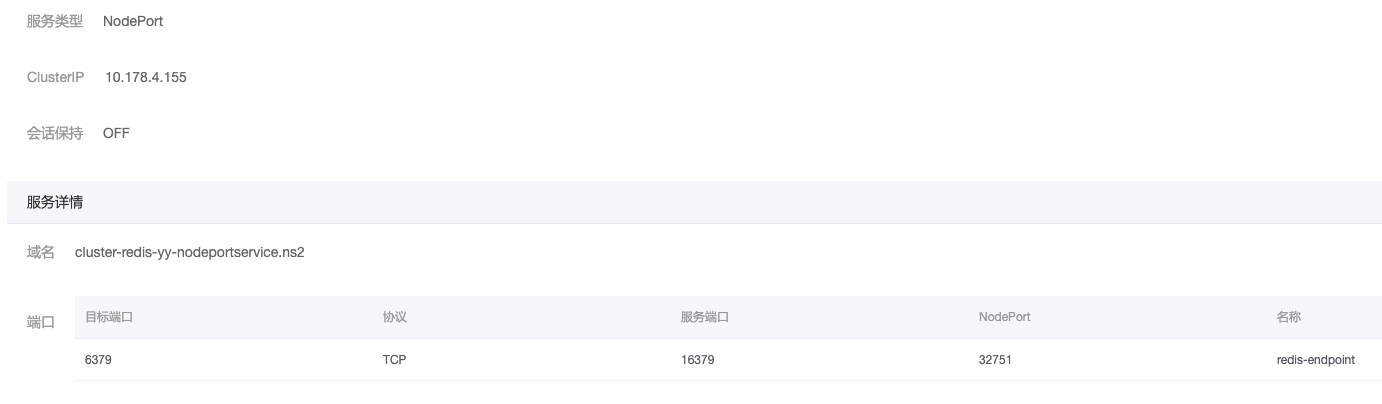 服务类型 NodePort
ClusterIP 10.178.4.155
会话保持 OFF
服务详情
域名 cluster-redis-yy-nodeportservice.ns2
端口 目标端口 协议 服务端口 NodePort 名称
6379 TCP 16379 32751 redis-endpoint